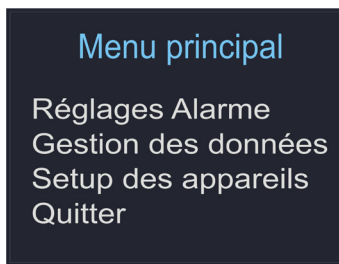 Menu principal
Réglages Alarme
Gestion des données
Setup des appareils
Quitter